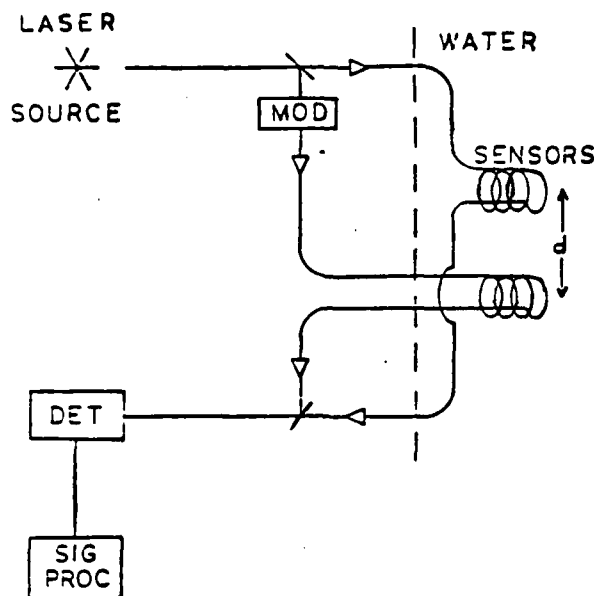 LASER
SOURCE
WATER
MOD
SENSORS
d
DET
SIG
PROC